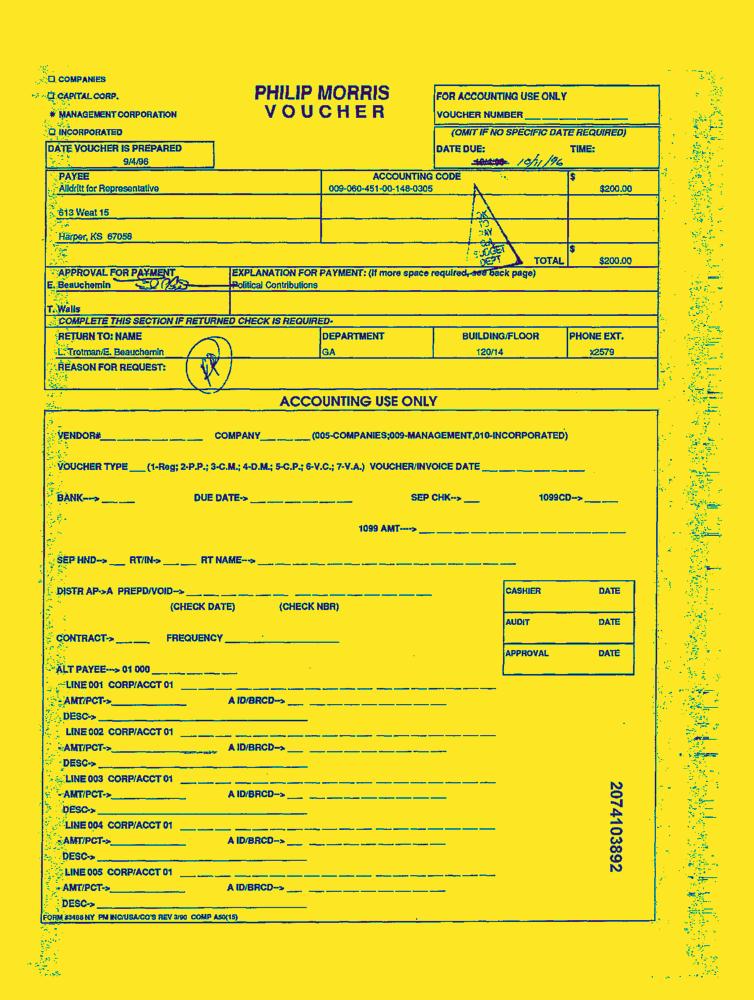 ☐ COMPANIES
☐ CAPITAL CORP.
* MANAGEMENT CORPORATION
☐ INCORPORATED
PHILIP MORRIS
VOUCHER
FOR ACCOUNTING USE ONLY
VOUCHER NUMBER
(OMIT IF NO SPECIFIC DATE REQUIRED)
DATE VOUCHER IS PREPARED
9/4/96
DATE DUE: TIME:
10/11/96
PAYEE ACCOUNTING CODE $
Alldritt for Representative 009-060-451-00-148-0305 $200.00
613 Weat 15
Harper, KS 67058
OK TO PAY BUDGET DEPT
TOTAL $ $200.00
APPROVAL FOR PAYMENT EXPLANATION FOR PAYMENT: (If more space required, see back page)
E. Beauchemin Political Contributions
T. Walls
COMPLETE THIS SECTION IF RETURNED CHECK IS REQUIRED-
RETURN TO: NAME DEPARTMENT BUILDING/FLOOR PHONE EXT.
L. Trotman/E. Beauchemin GA 120/14 x2579
REASON FOR REQUEST:
ACCOUNTING USE ONLY
VENDOR# COMPANY (005-COMPANIES;009-MANAGEMENT,010-INCORPORATED)
VOUCHER TYPE (1-Reg; 2-P.P.; 3-C.M.; 4-D.M.; 5-C.P.; 6-V.C.; 7-V.A.) VOUCHER/INVOICE DATE
BANK---> DUE DATE-> SEP CHK--> 1099CD-->
1099 AMT---->
SEP HND--> RT/IN-> RT NAME-->
DISTR AP->A PREPD/VOID-->
(CHECK DATE) (CHECK NBR)
CASHIER DATE
AUDIT DATE
APPROVAL DATE
CONTRACT-> FREQUENCY
ALT PAYEE---> 01 000
LINE 001 CORP/ACCT 01
AMT/PCT-> A ID/BRCD-->
DESC->
LINE 002 CORP/ACCT 01
AMT/PCT-> A ID/BRCD-->
DESC->
LINE 003 CORP/ACCT 01
AMT/PCT-> A ID/BRCD-->
DESC->
LINE 004 CORP/ACCT 01
AMT/PCT-> A ID/BRCD-->
DESC->
LINE 005 CORP/ACCT 01
AMT/PCT-> A ID/BRCD-->
DESC->
FORM #3488 NY PM INC/USA/CO'S REV 3/90 COMP A50(15)
2074103892